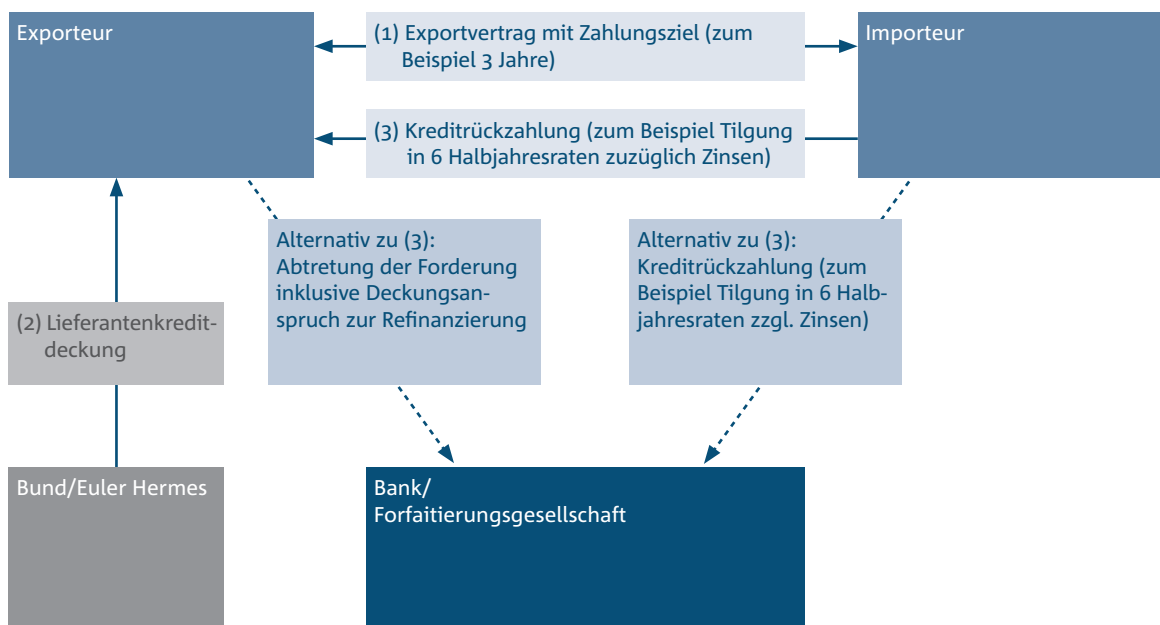 Exporteur
(1) Exportvertrag mit Zahlungsziel (zum
Beispiel 3 Jahre)
Importeur
(3) Kreditrückzahlung (zum Beispiel Tilgung
in 6 Halbjahresraten zuzüglich Zinsen)
Alternativ zu (3):
Abtretung der Forderung
inklusive Deckungsan-
spruch zur Refinanzierung
Alternativ zu (3):
Kreditrückzahlung (zum
Beispiel Tilgung in 6 Halb-
jahresraten zzgl. Zinsen)
(2) Lieferantenkredit-
deckung
Bund/Euler Hermes
Bank/
Forfaitierungsgesellschaft